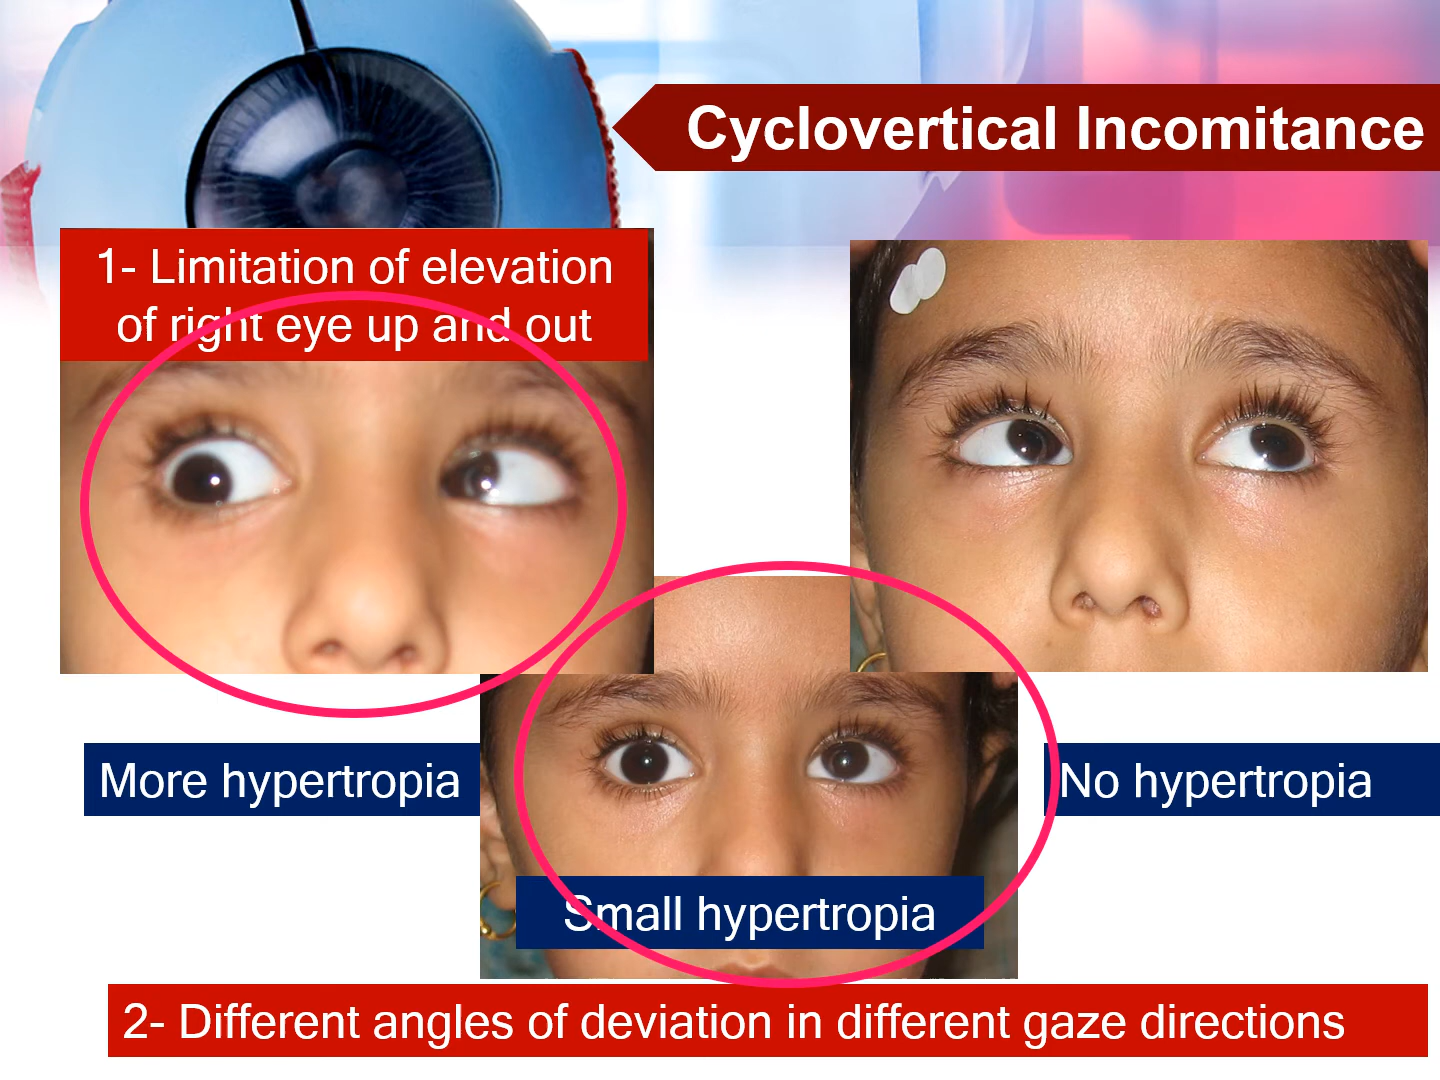 Cyclovertical Incomitance
1- Limitation of elevation
of right eye up and out
More hypertropia
No hypertropia
Small hypertropia
2- Different angles of deviation in different gaze directions